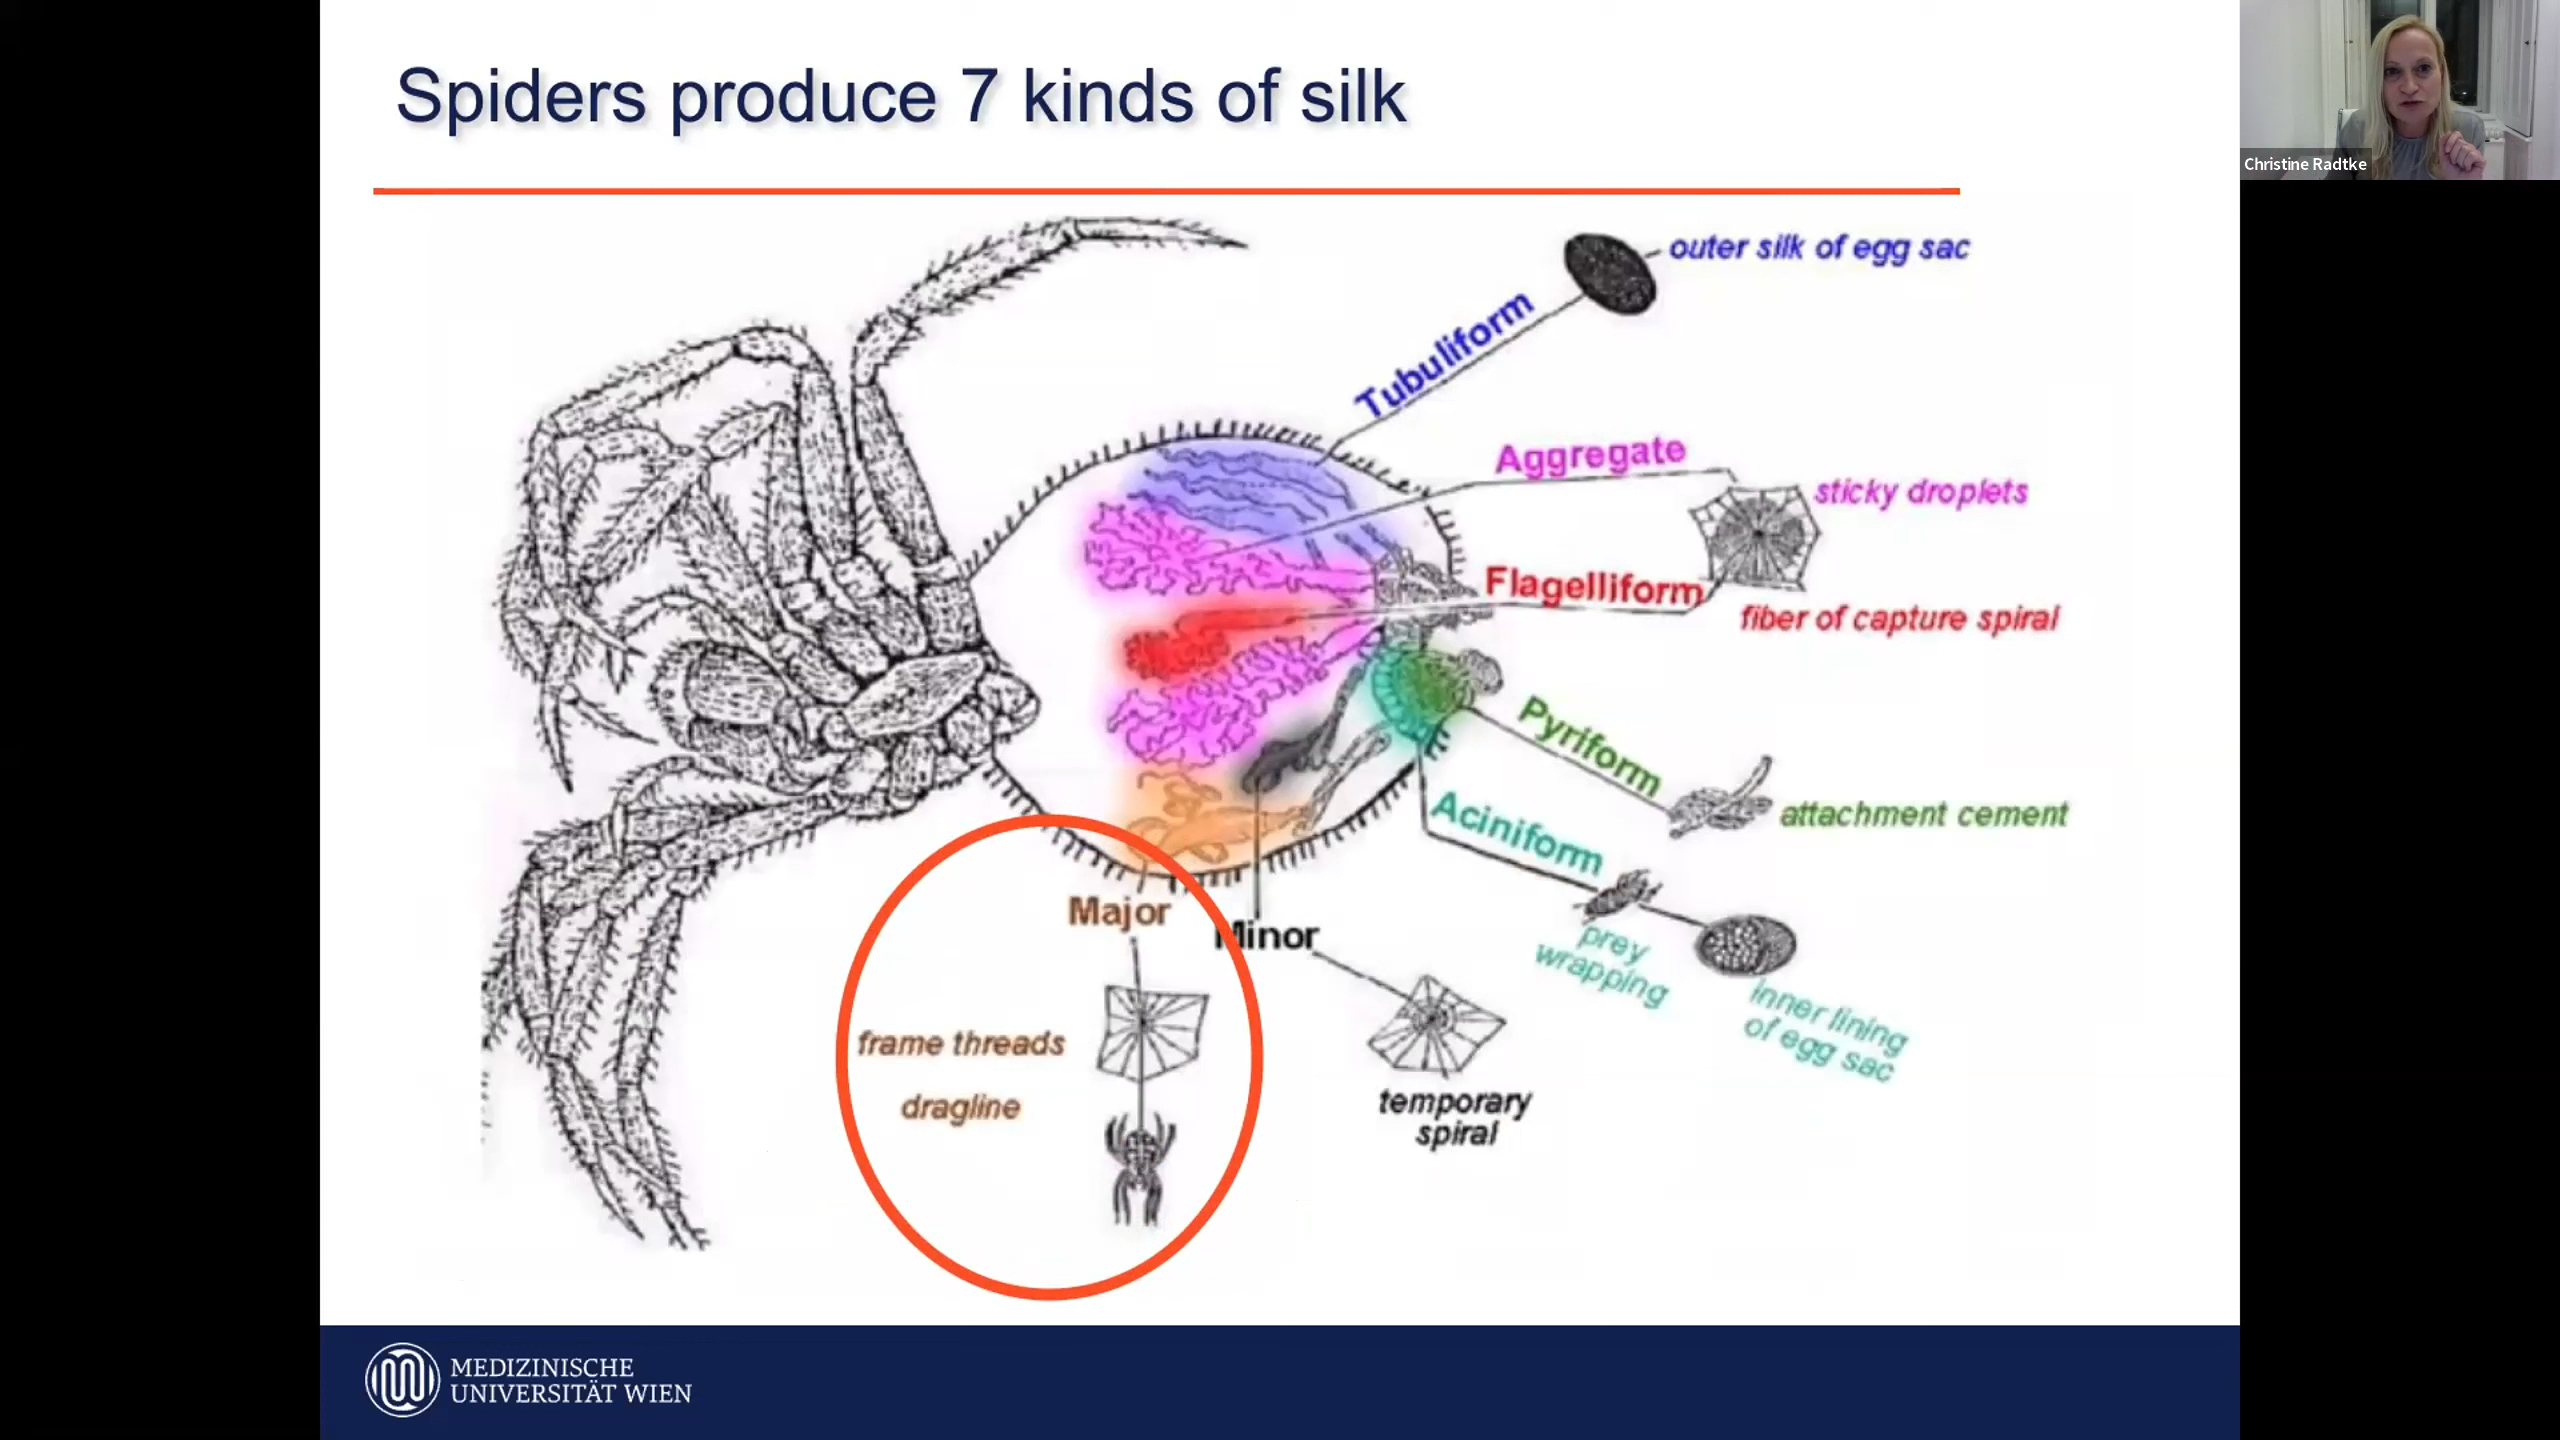 Spiders produce 7 kinds of silk
Christine Radtke
outer silk of egg sac
Tubuliform
Aggregate
sticky droplets
Flagelliform
fiber of capture spiral
Pyriform
attachment cement
Aciniform
prey
wrapping
inner lining
of egg sac
Major
Minor
frame threads
dragline
temporary
spiral
MEDIZINISCHE
UNIVERSITÄT WIEN